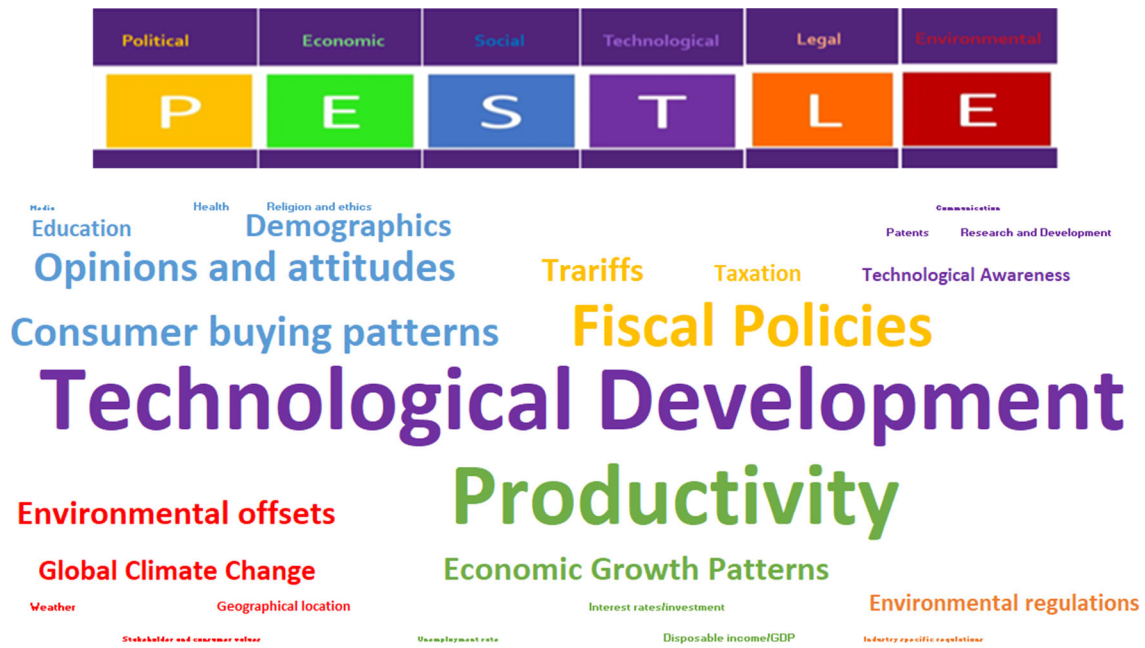 Political Economic Social Technological Legal Environmental
P E S T L E
Media Health Religion and ethics Communication
Education Demographics Patents Research and Development
Opinions and attitudes Trariffs Taxation Technological Awareness
Consumer buying patterns Fiscal Policies
Technological Development
Productivity
Environmental offsets
Global Climate Change Economic Growth Patterns
Weather Geographical location Interest rates/investment Environmental regulations
Stakeholder and consumer values Unemployment rate Disposable income/GDP Industry specific regulations